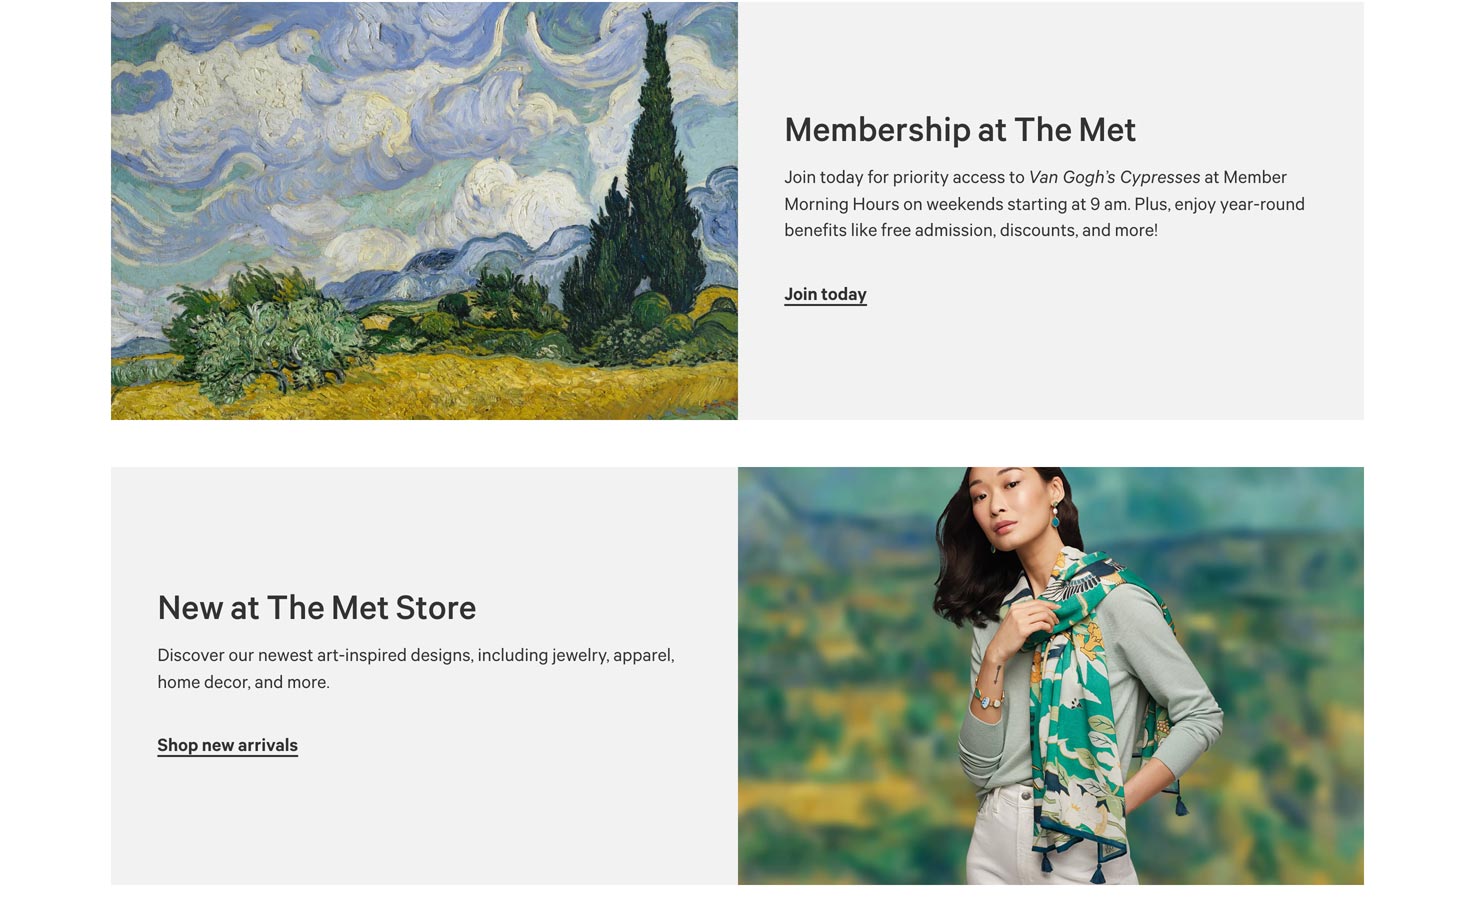 Membership at The Met
Join today for priority access to Van Gogh’s Cypresses at Member
Morning Hours on weekends starting at 9 am. Plus, enjoy year-round
benefits like free admission, discounts, and more!
Join today
New at The Met Store
Discover our newest art-inspired designs, including jewelry, apparel,
home decor, and more.
Shop new arrivals